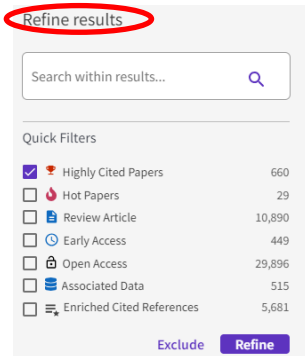 Refine results
Search within results...
Quick Filters
Highly Cited Papers 660
Hot Papers 29
Review Article 10,890
Early Access 449
Open Access 29,896
Associated Data 515
Enriched Cited References 5,681
Exclude Refine